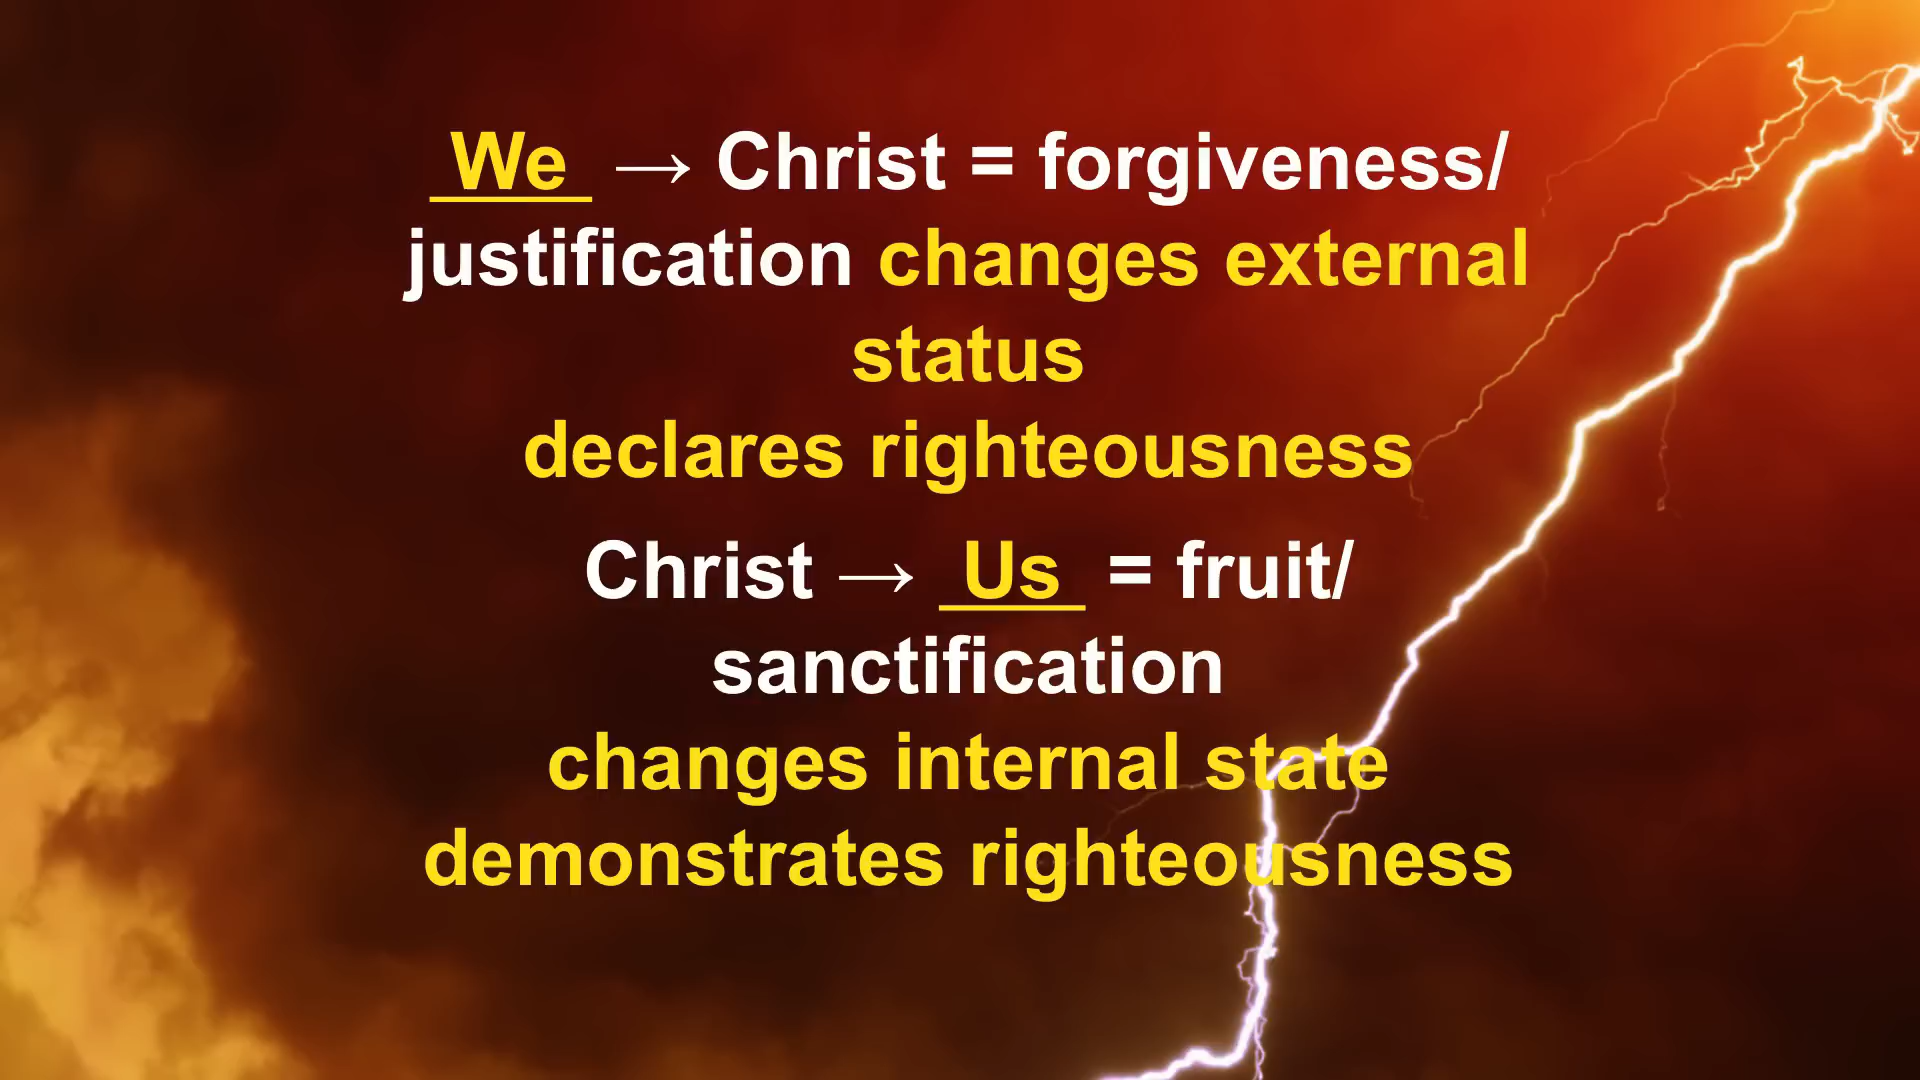 We → Christ = forgiveness/
justification changes external
status
declares righteousness
Christ → Us = fruit/
sanctification
changes internal state
demonstrates righteousness